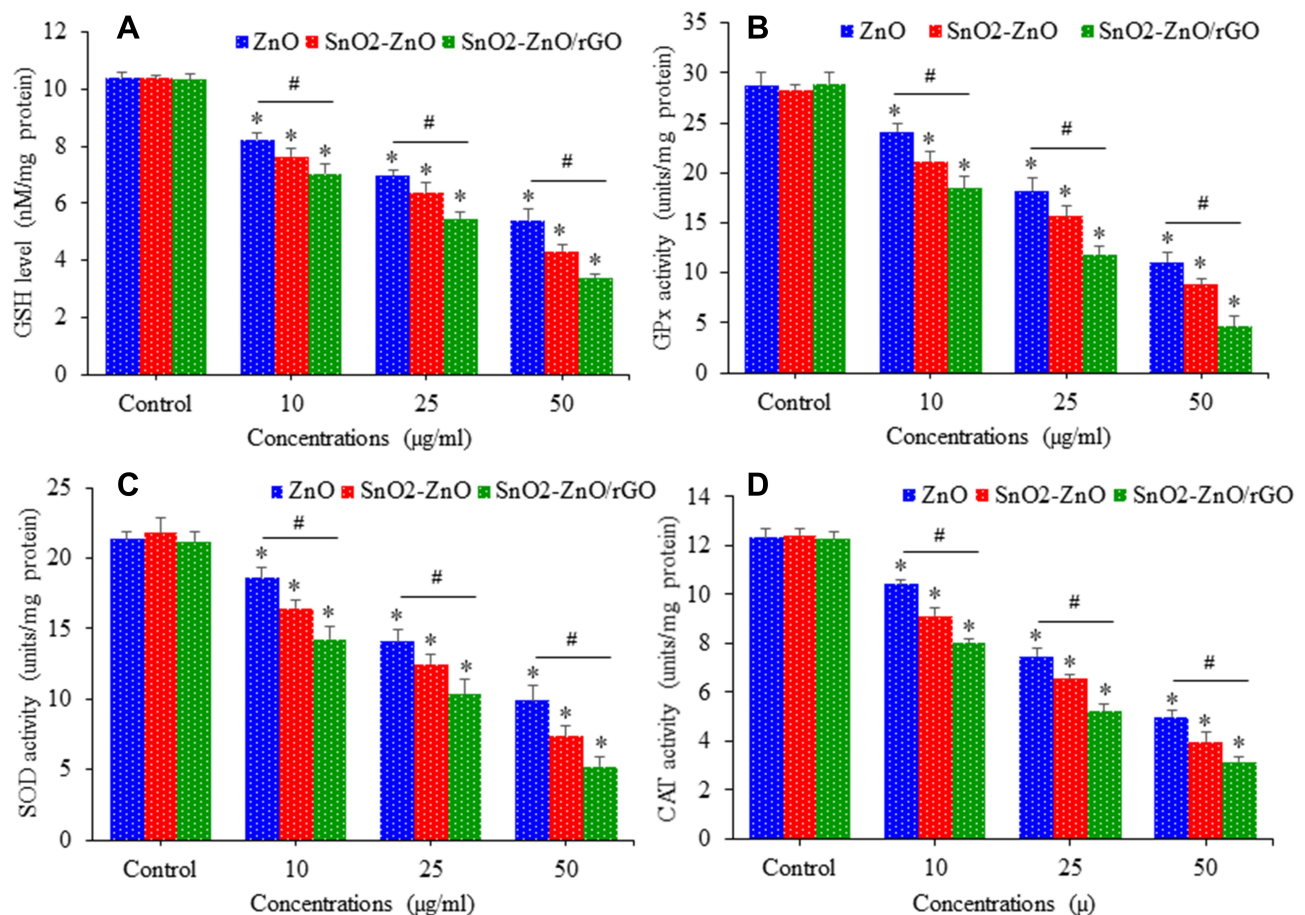 A
ZnO SnO2-ZnO SnO2-ZnO/rGO
GSH level (nM/mg protein)
12
10
8
6
4
2
0
# # #
* * * * * * * * *
Control 10 25 50
Concentrations (µg/ml)
B
ZnO SnO2-ZnO SnO2-ZnO/rGO
GPx activity (units/mg protein)
35
30
25
20
15
10
5
0
# # #
* * * * * * * * *
Control 10 25 50
Concentrations (µg/ml)
C
ZnO SnO2-ZnO SnO2-ZnO/rGO
SOD activity (units/mg protein)
25
20
15
10
5
0
# # #
* * * * * * * * *
Control 10 25 50
Concentrations (µg/ml)
D
ZnO SnO2-ZnO SnO2-ZnO/rGO
CAT activity (units/mg protein)
14
12
10
8
6
4
2
0
# # #
* * * * * * * * *
Control 10 25 50
Concentrations (µ)